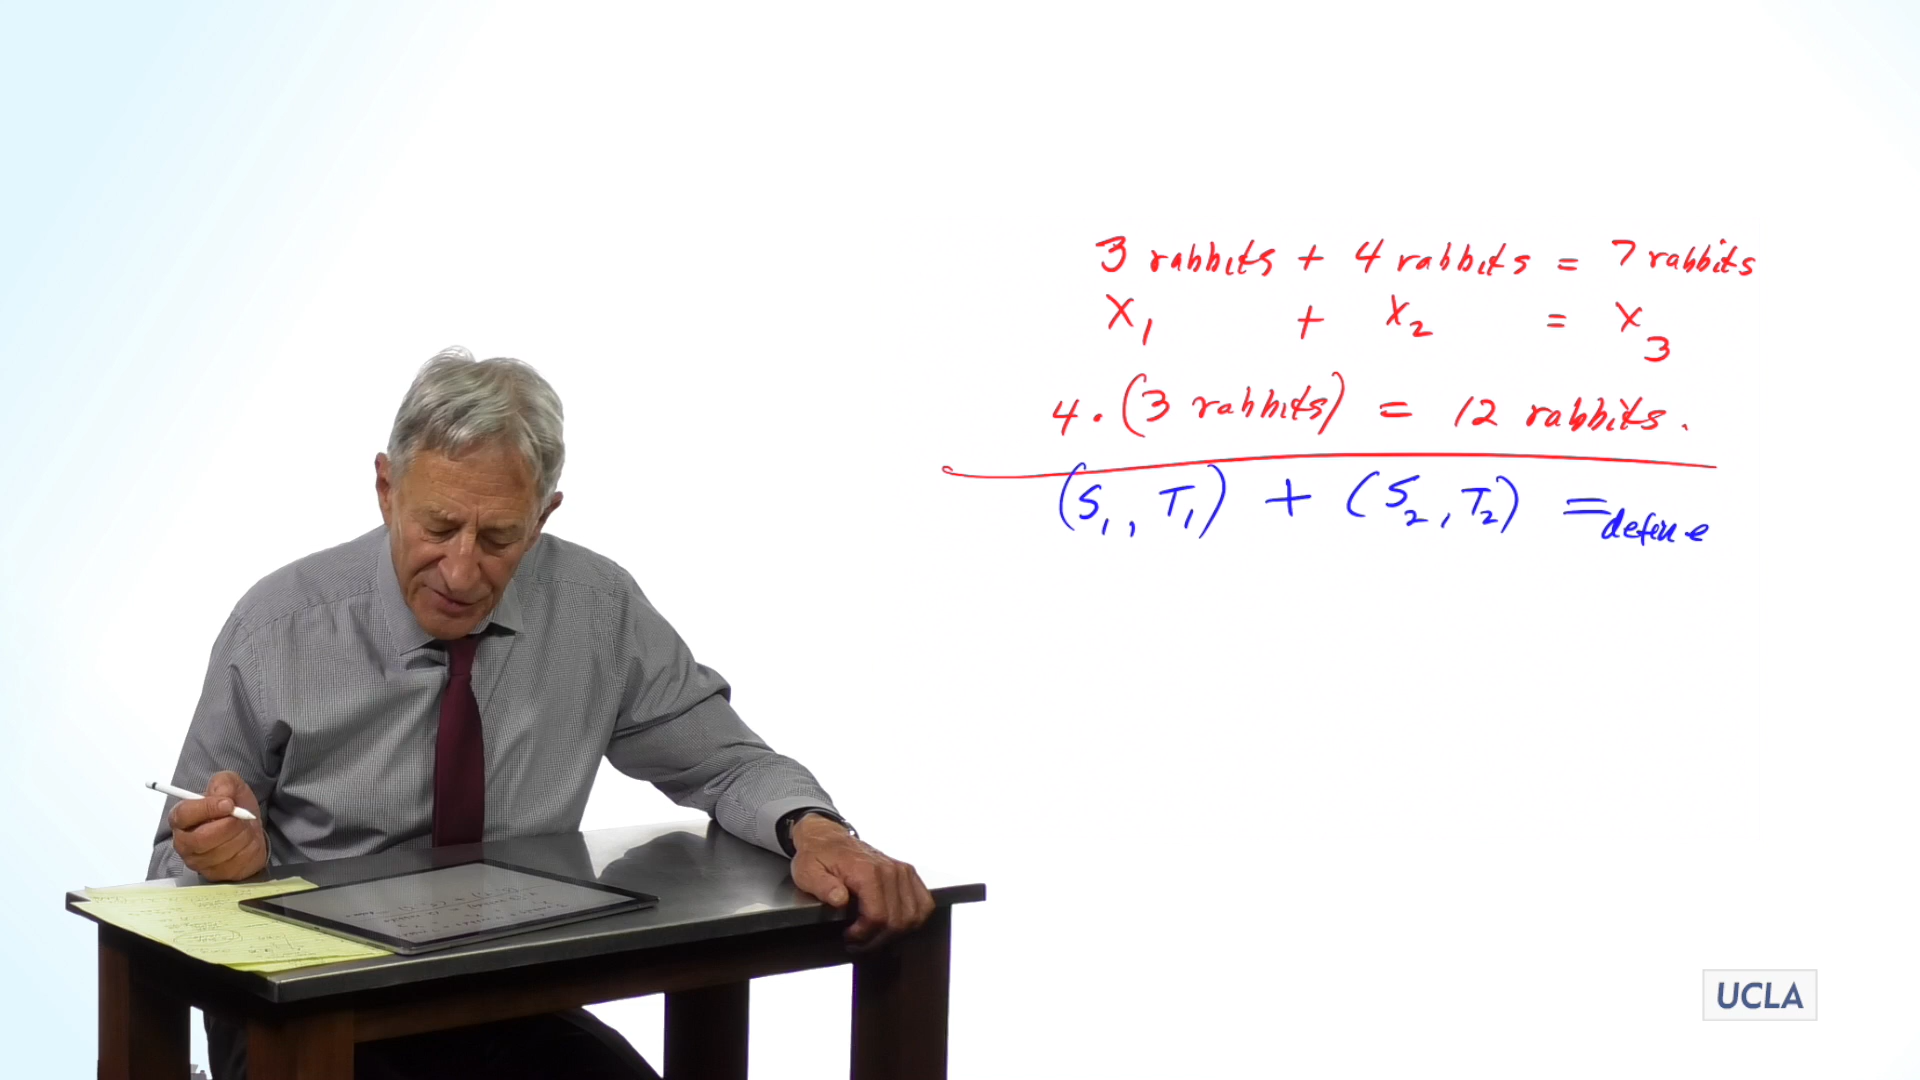 3 rabbits + 4 rabbits = 7 rabbits
X₁ + X₂ = X₃
4 · (3 rabbits) = 12 rabbits.
(S₁, T₁) + (S₂, T₂) =define
UCLA